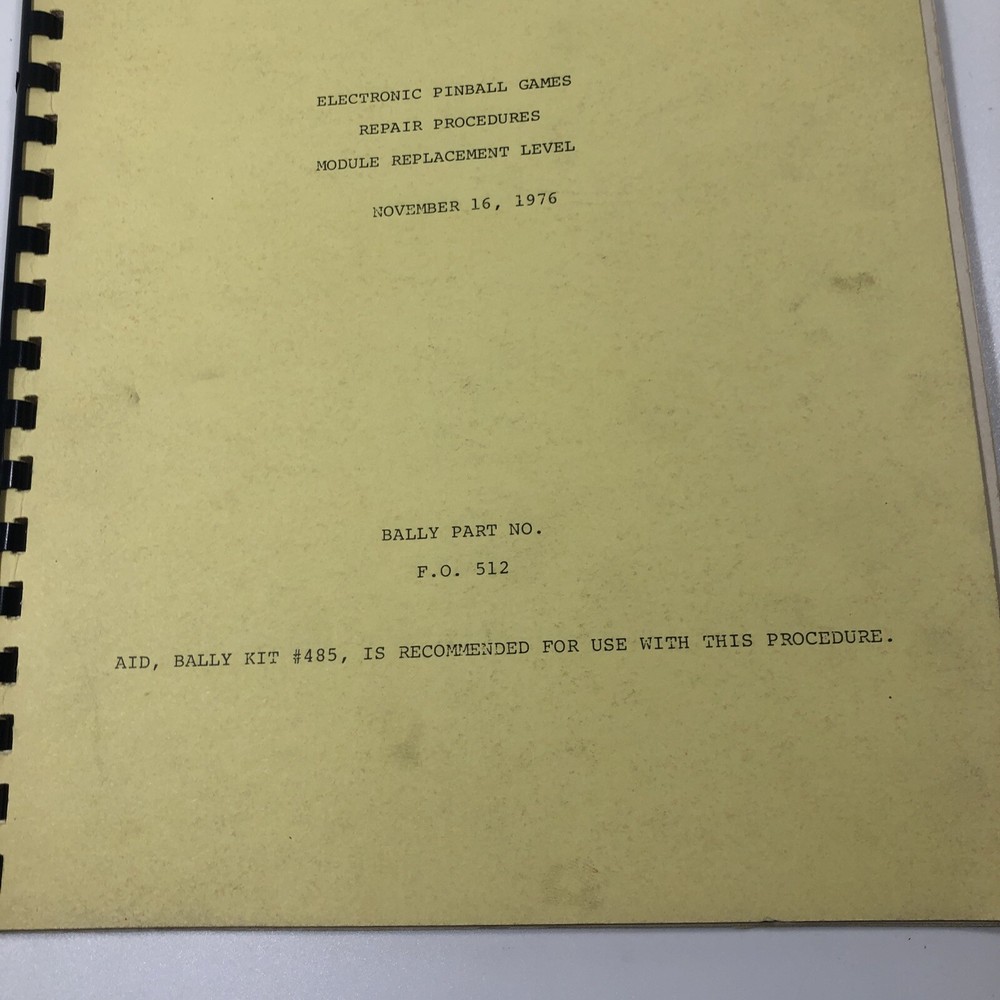 ELECTRONIC PINBALL GAMES
REPAIR PROCEDURES
MODULE REPLACEMENT LEVEL
NOVEMBER 16, 1976
BALLY PART NO.
F.O. 512
AID, BALLY KIT #485, IS RECOMMENDED FOR USE WITH THIS PROCEDURE.